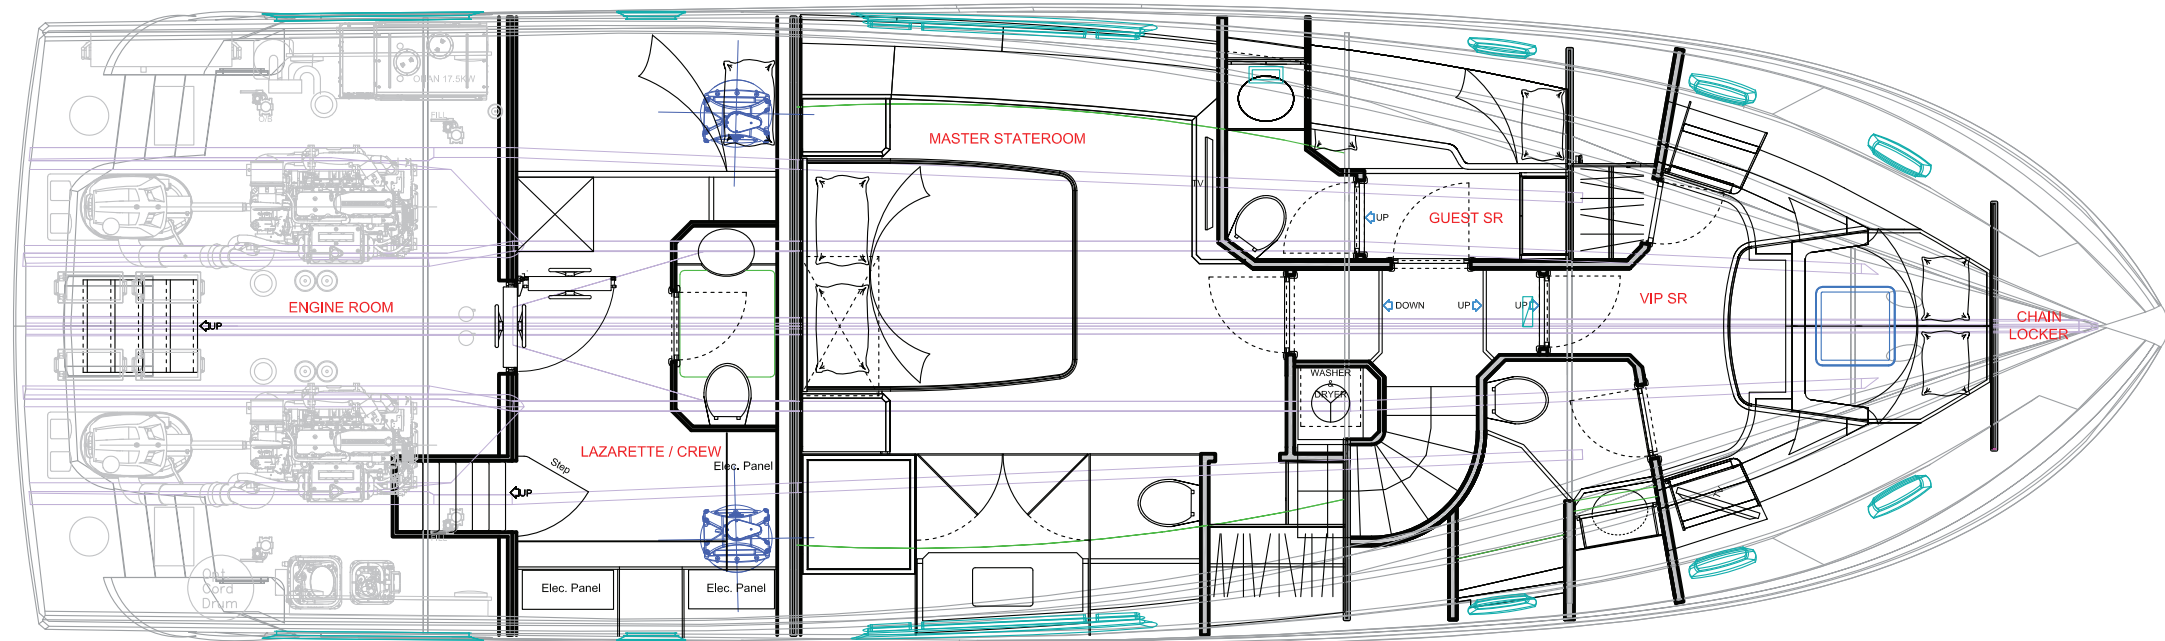 ONAN 17.5KW
FILL
MASTER STATEROOM
TV
UP
GUEST SR
ENGINE ROOM
UP
DOWN
UP
UP
VIP SR
CHAIN
LOCKER
WASHER
&
DRYER
LAZARETTE / CREW
Step
Elec. Panel
UP
FILL
Elec. Panel
Elec. Panel
Cord
Drum